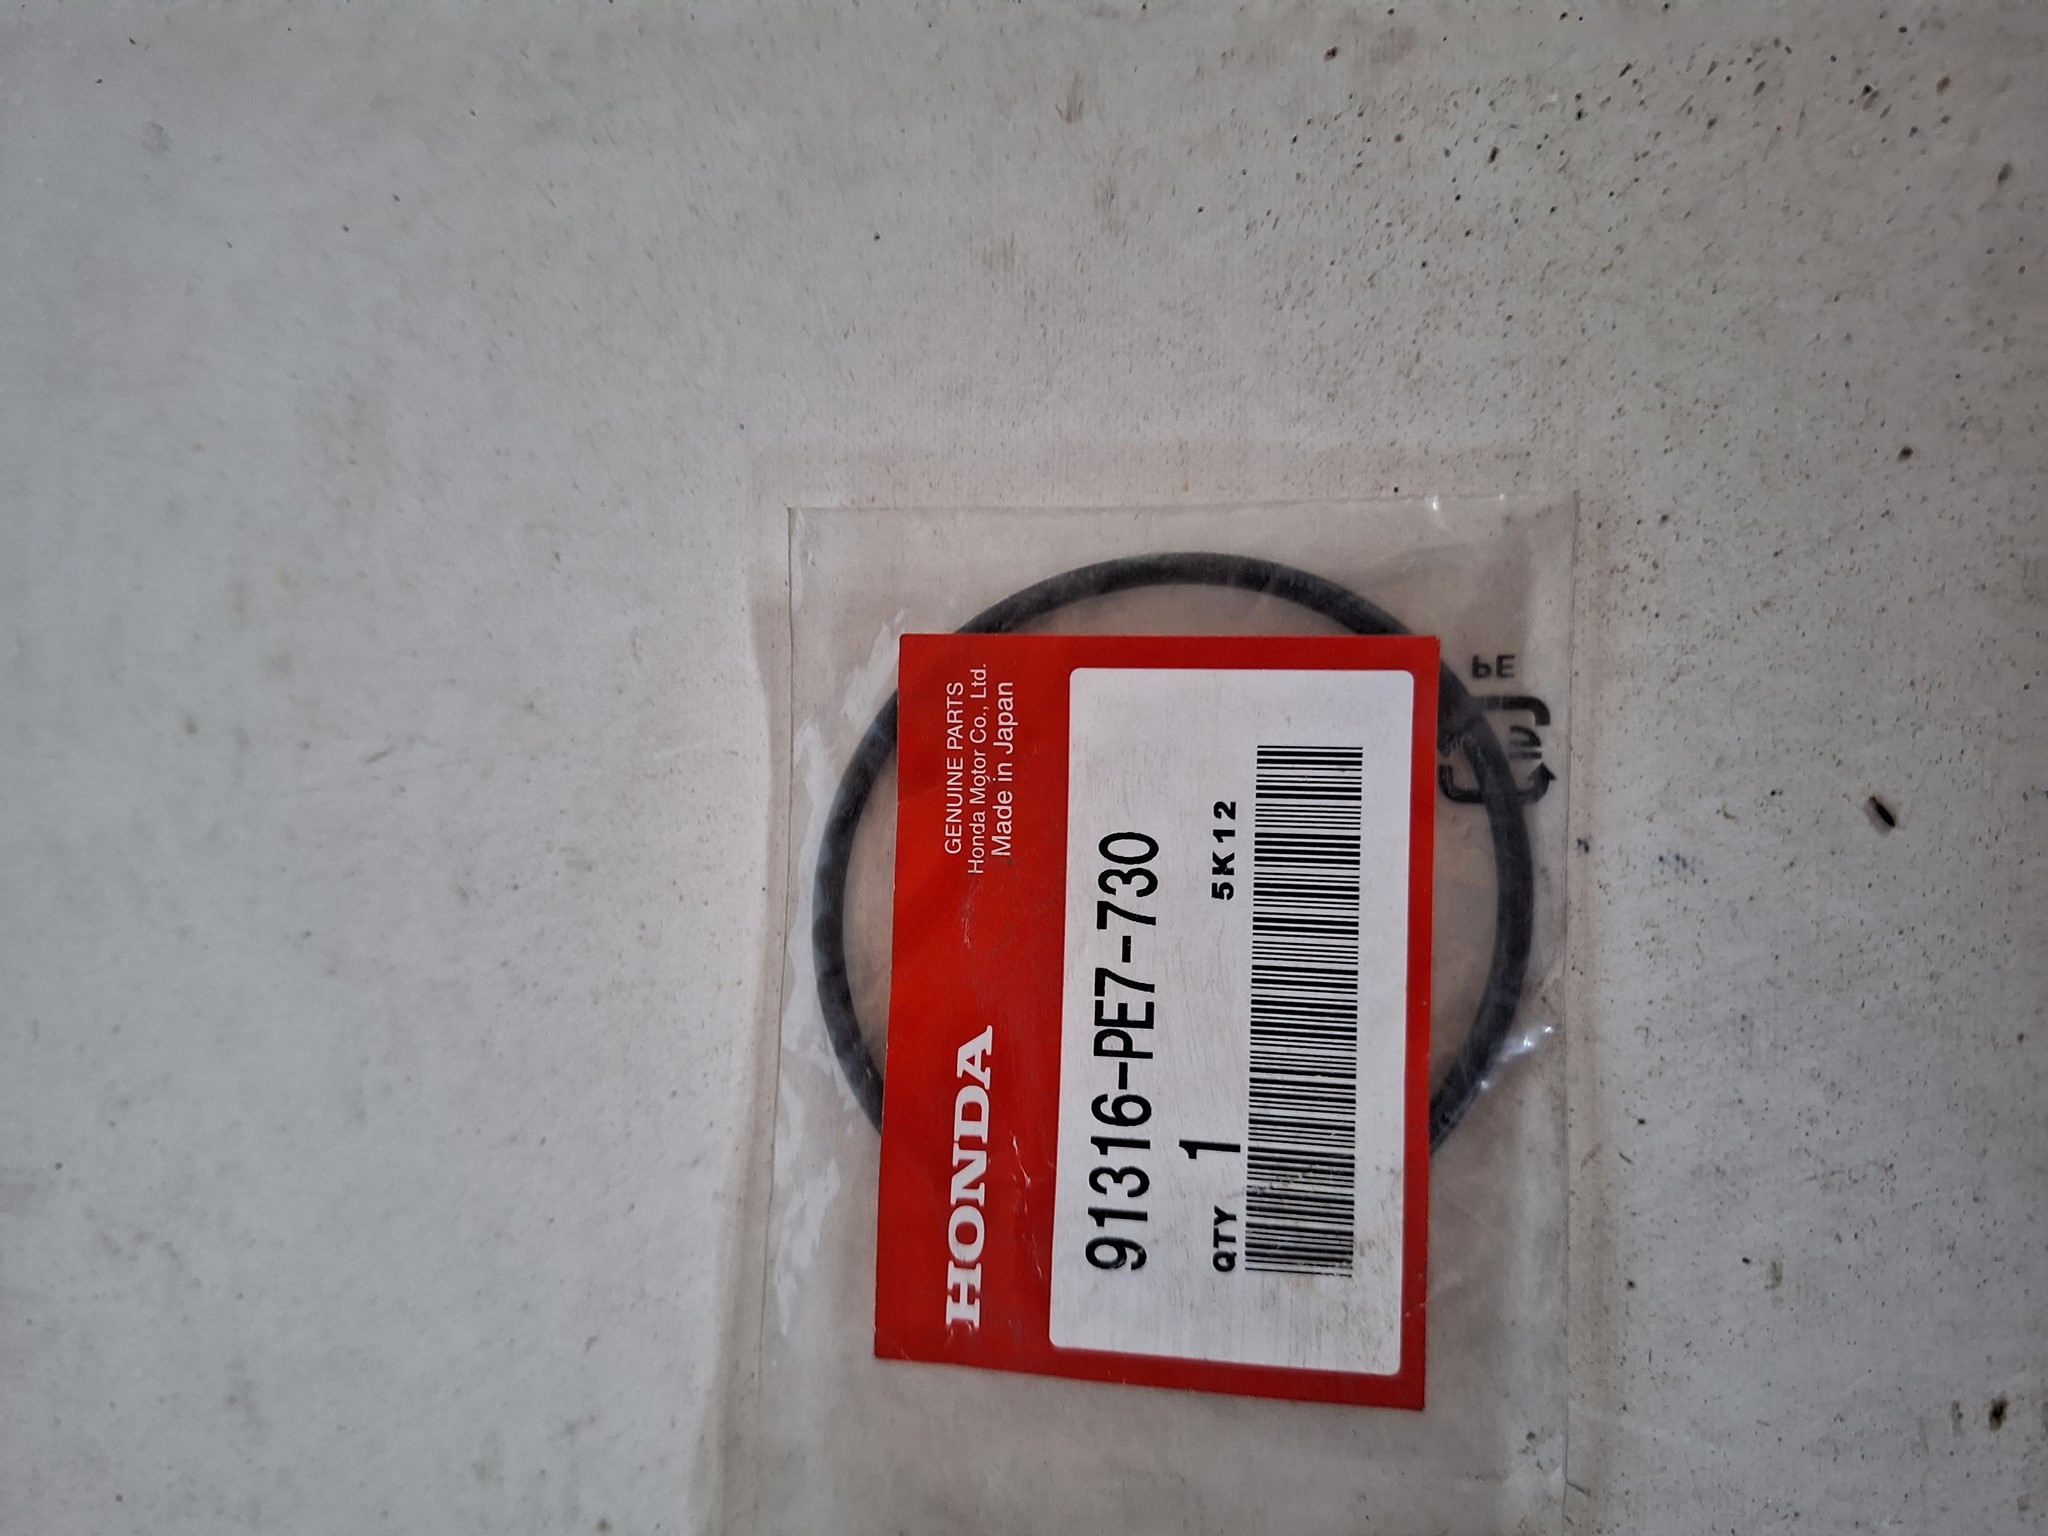 HONDA
GENUINE PARTS
Honda Motor Co., Ltd.
Made in Japan
91316-PE7-730
QTY 1 5K12
PE